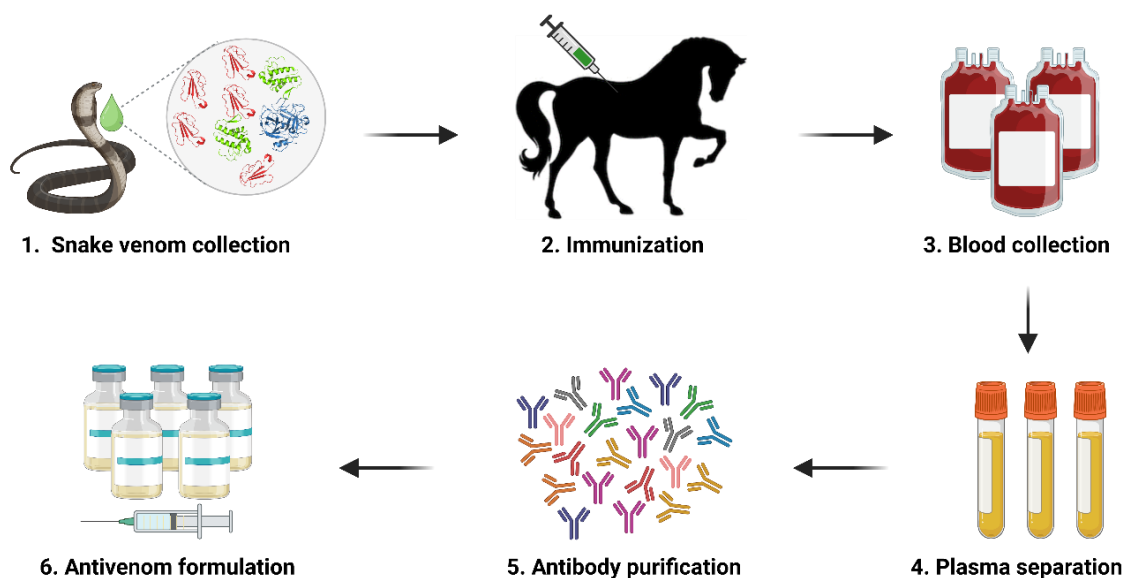 1. Snake venom collection
2. Immunization
3. Blood collection
4. Plasma separation
5. Antibody purification
6. Antivenom formulation